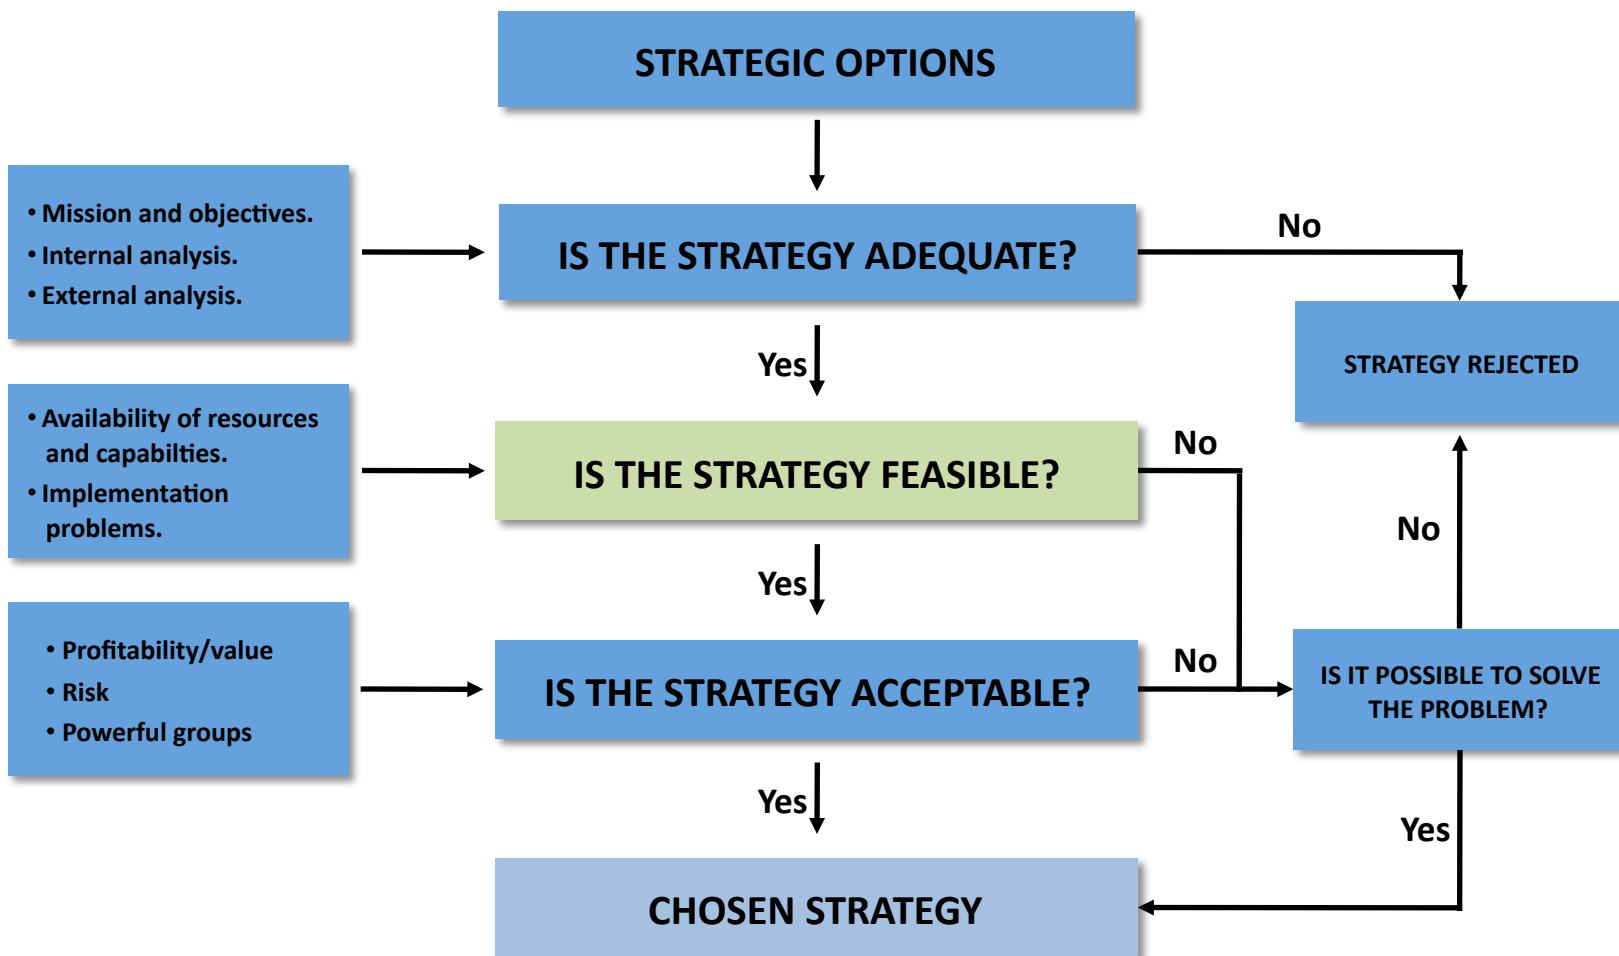 STRATEGIC OPTIONS
• Mission and objectives.
• Internal analysis.
• External analysis.
IS THE STRATEGY ADEQUATE?
No
STRATEGY REJECTED
Yes
• Availability of resources
and capabilties.
• Implementation
problems.
IS THE STRATEGY FEASIBLE?
No
No
Yes
• Profitability/value
• Risk
• Powerful groups
IS THE STRATEGY ACCEPTABLE?
No
IS IT POSSIBLE TO SOLVE
THE PROBLEM?
Yes
Yes
CHOSEN STRATEGY